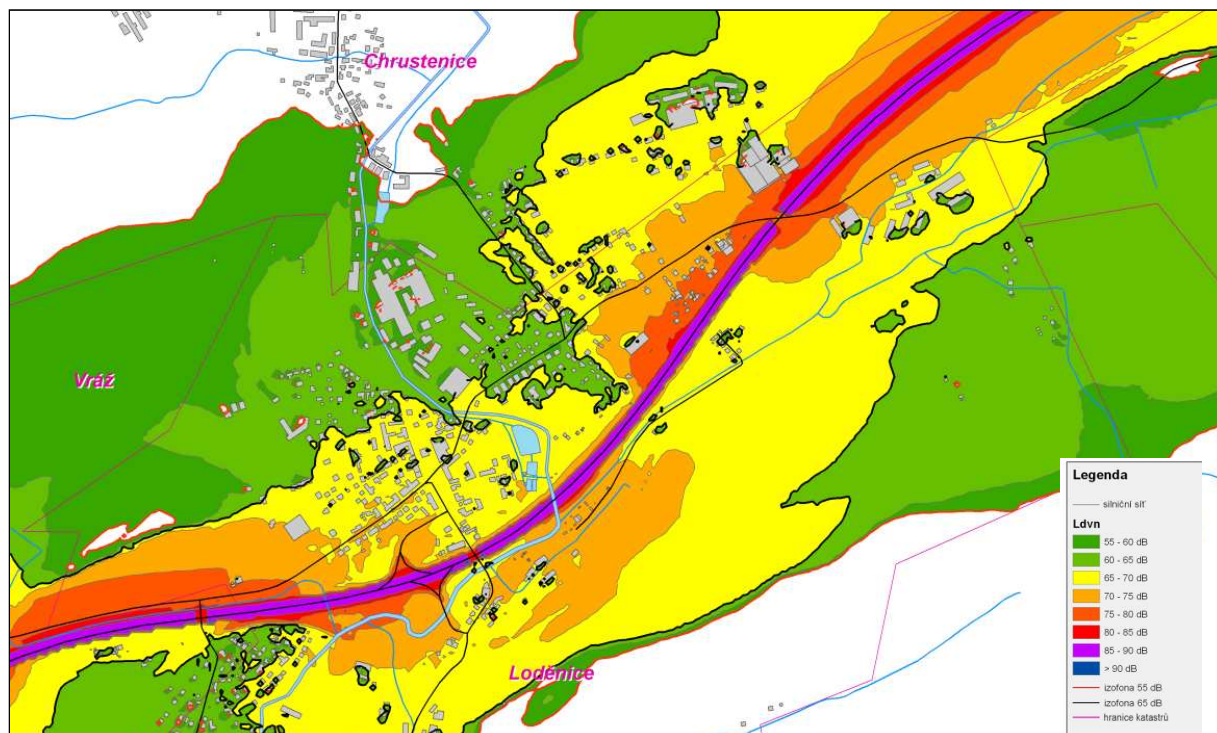 Chrustenice
Vráž
Loděnice
Legenda
silniční síť
Ldvn
55 - 60 dB
60 - 65 dB
65 - 70 dB
70 - 75 dB
75 - 80 dB
80 - 85 dB
85 - 90 dB
> 90 dB
izofona 55 dB
izofona 65 dB
hranice katastrů